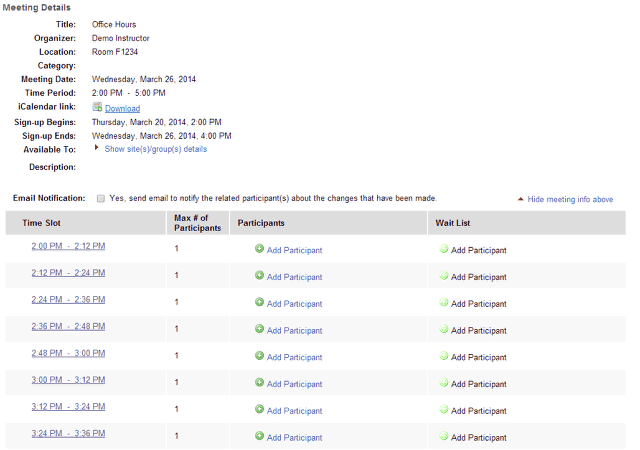 Meeting Details
Title: Office Hours
Organizer: Demo Instructor
Location: Room F1234
Category:
Meeting Date: Wednesday, March 26, 2014
Time Period: 2:00 PM - 5:00 PM
iCalendar link: Download
Sign-up Begins: Thursday, March 20, 2014, 2:00 PM
Sign-up Ends: Wednesday, March 26, 2014, 4:00 PM
Available To: Show site(s)/group(s) details
Description:
Email Notification: Yes, send email to notify the related participant(s) about the changes that have been made. Hide meeting info above
Time Slot Max # of Participants Participants Wait List
2:00 PM - 2:12 PM 1 Add Participant Add Participant
2:12 PM - 2:24 PM 1 Add Participant Add Participant
2:24 PM - 2:36 PM 1 Add Participant Add Participant
2:36 PM - 2:48 PM 1 Add Participant Add Participant
2:48 PM - 3:00 PM 1 Add Participant Add Participant
3:00 PM - 3:12 PM 1 Add Participant Add Participant
3:12 PM - 3:24 PM 1 Add Participant Add Participant
3:24 PM - 3:36 PM 1 Add Participant Add Participant